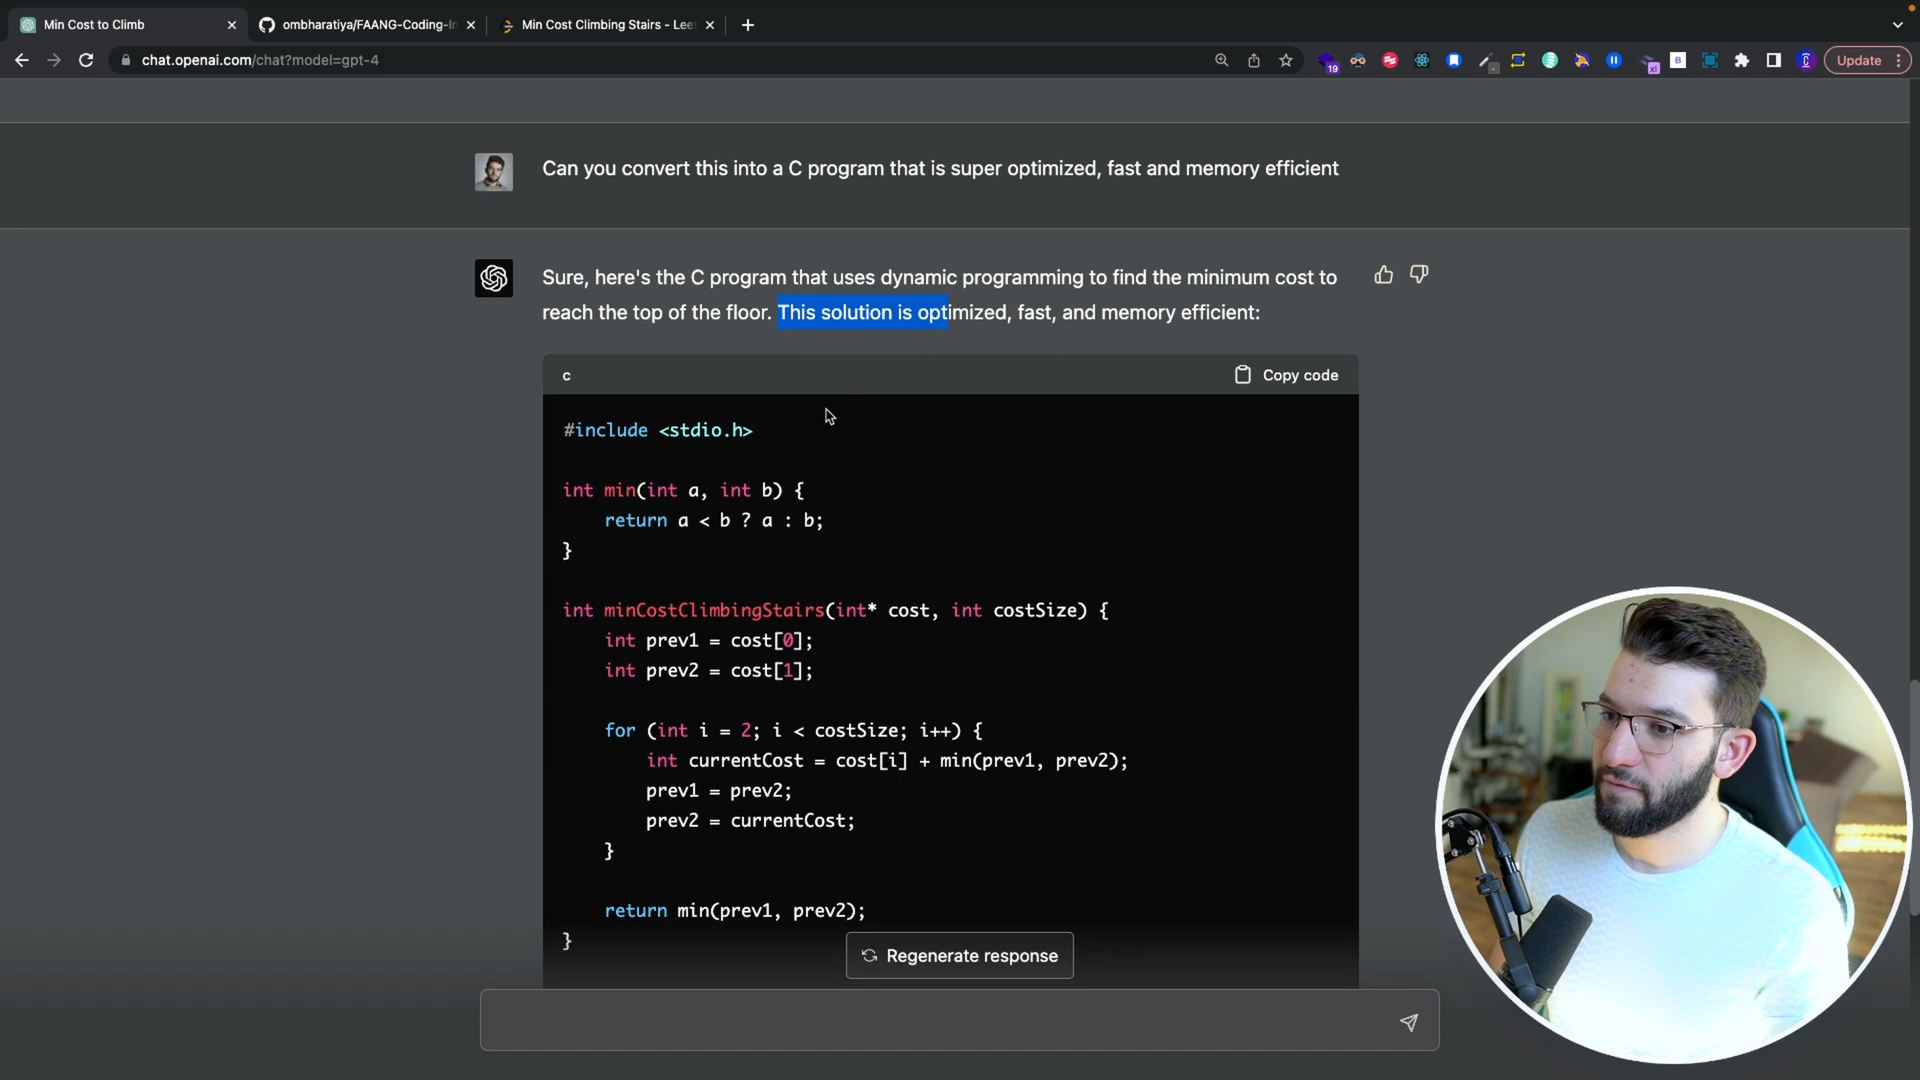 Min Cost to Climb
ombharatiya/FAANG-Coding-In
Min Cost Climbing Stairs - Lee
chat.openai.com/chat?model=gpt-4
19
x!
B
Update
Can you convert this into a C program that is super optimized, fast and memory efficient
Sure, here's the C program that uses dynamic programming to find the minimum cost to
reach the top of the floor. This solution is optimized, fast, and memory efficient:
c
Copy code
#include <stdio.h>
int min(int a, int b) {
return a < b ? a : b;
}
int minCostClimbingStairs(int* cost, int costSize) {
int prev1 = cost[0];
int prev2 = cost[1];
for (int i = 2; i < costSize; i++) {
int currentCost = cost[i] + min(prev1, prev2);
prev1 = prev2;
prev2 = currentCost;
}
return min(prev1, prev2);
}
Regenerate response